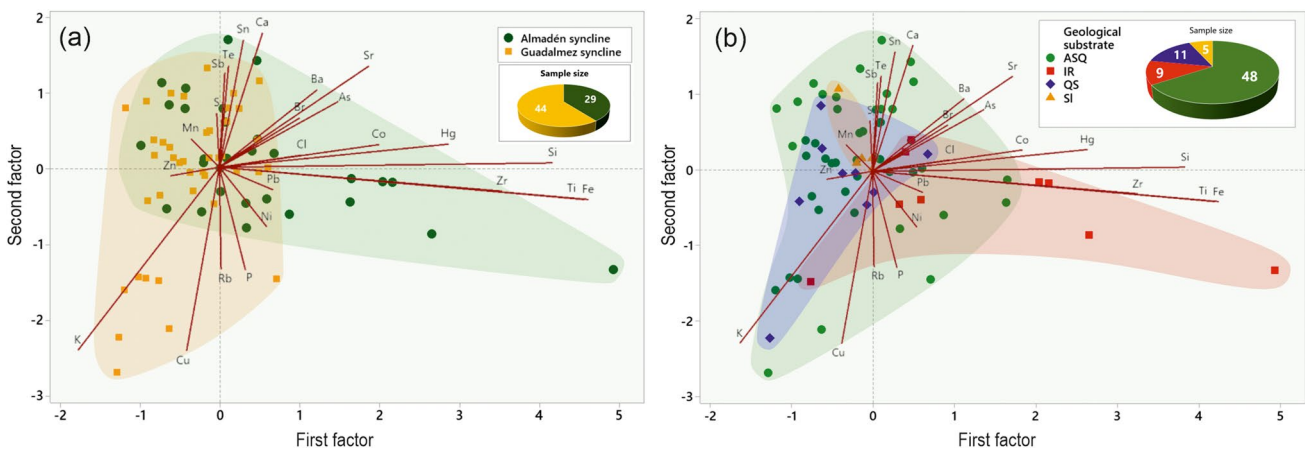 (a)
Almadén syncline
Guadalmez syncline
Sample size
44
29
Second factor
2
1
0
-1
-2
-3
Sn
Ca
Te
Sb
Sr
Ba
As
S
Br
Mn
Co
Hg
Cl
Si
Zn
Pb
Zr
Ti
Fe
Ni
Rb
P
K
Cu
-2
-1
0
1
2
3
4
5
First factor
(b)
Geological
substrate
ASQ
IR
QS
SI
Sample size
11
5
9
48
Second factor
2
1
0
-1
-2
-3
Sn
Ca
Te
Sb
Sr
Ba
As
S
Br
Mn
Co
Hg
Cl
Si
Zn
Pb
Zr
Ti
Fe
Ni
Rb
P
K
Cu
-2
-1
0
1
2
3
4
5
First factor